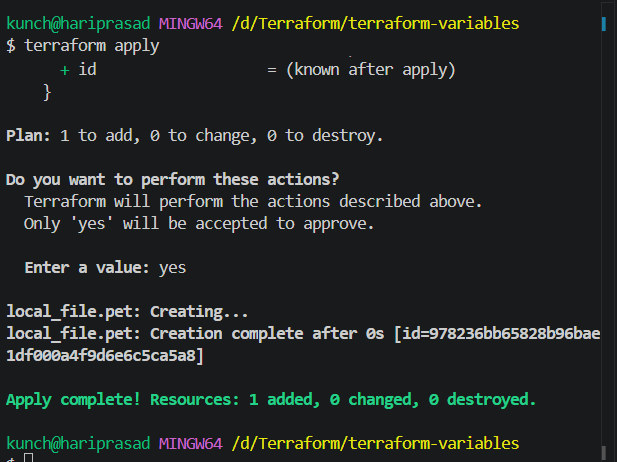 kunch@hariprasad MINGW64 /d/Terraform/terraform-variables
$ terraform apply
      + id                   = (known after apply)
    }
Plan: 1 to add, 0 to change, 0 to destroy.
Do you want to perform these actions?
  Terraform will perform the actions described above.
  Only 'yes' will be accepted to approve.
  Enter a value: yes
local_file.pet: Creating...
local_file.pet: Creation complete after 0s [id=978236bb65828b96bae
1df000a4f9d6e6c5ca5a8]
Apply complete! Resources: 1 added, 0 changed, 0 destroyed.
kunch@hariprasad MINGW64 /d/Terraform/terraform-variables
$